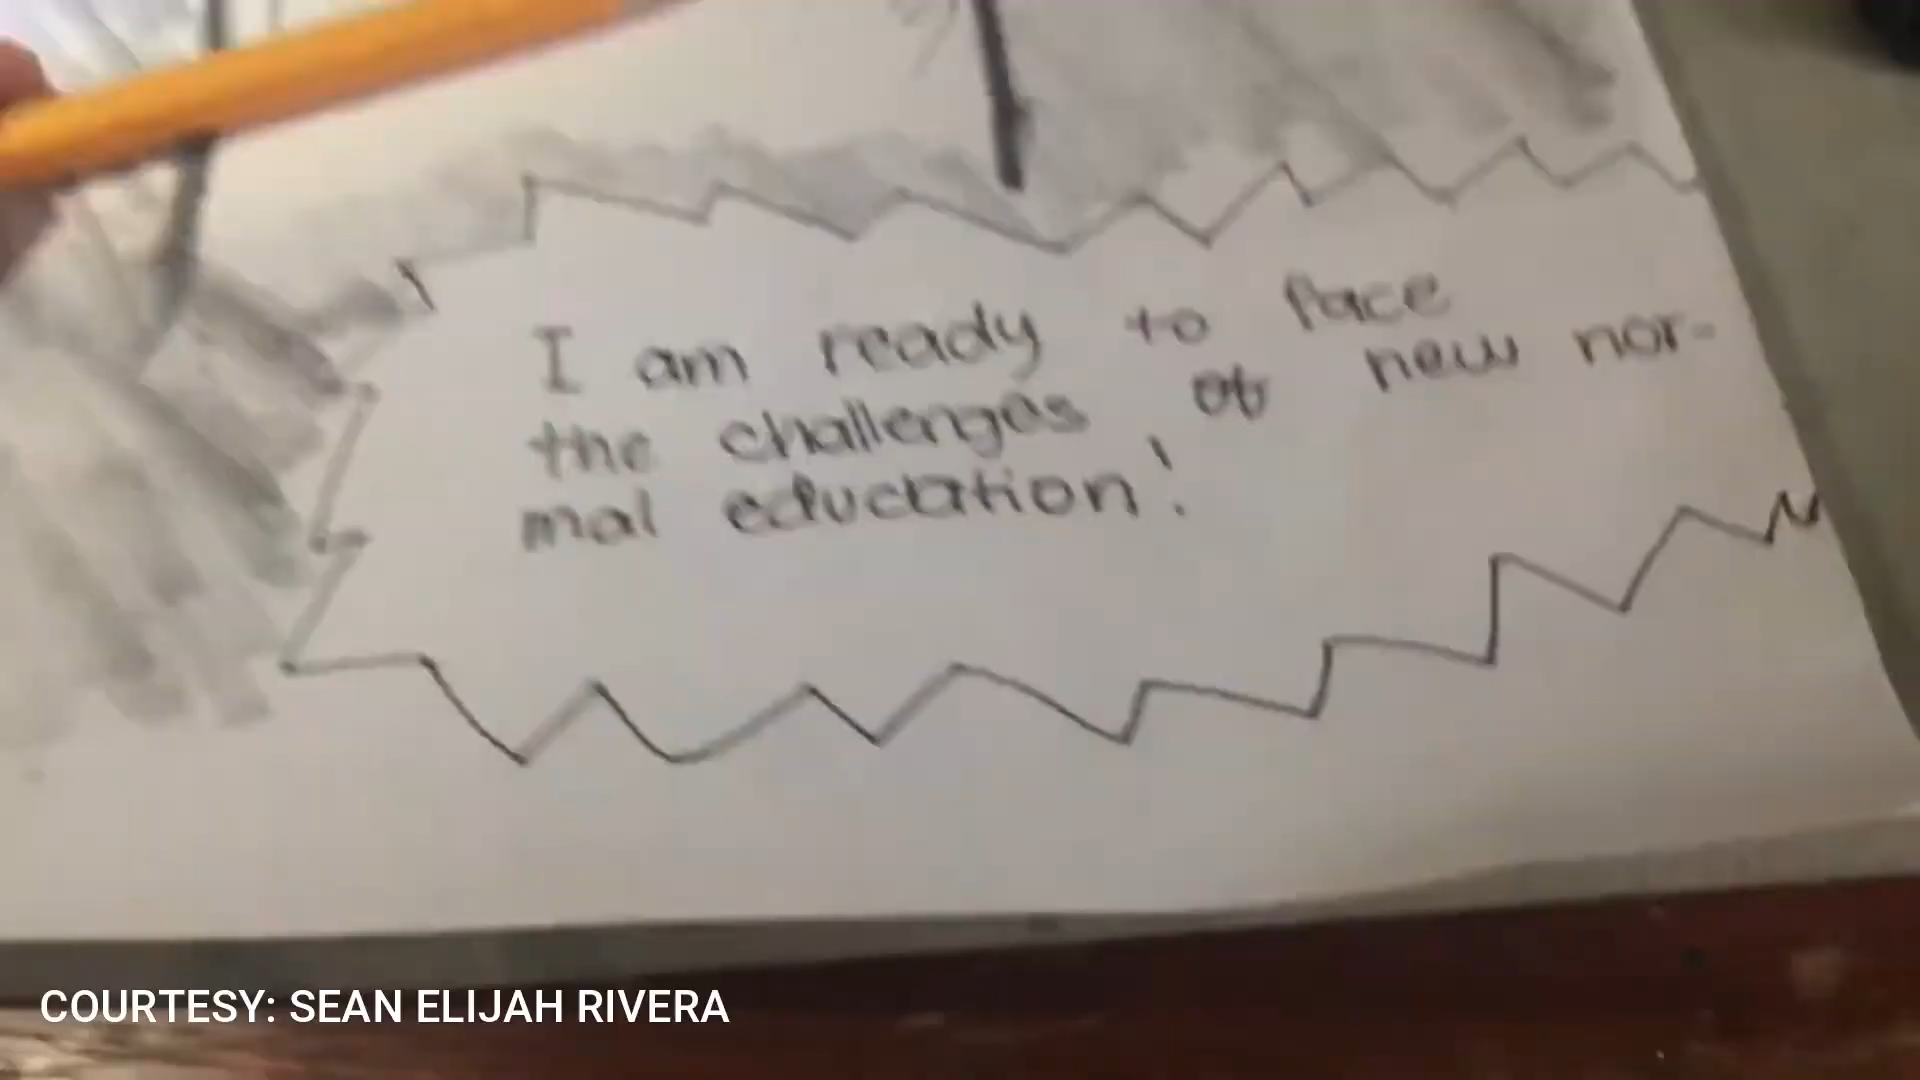 I am ready to face
the challenges of new nor-
mal education!
COURTESY: SEAN ELIJAH RIVERA